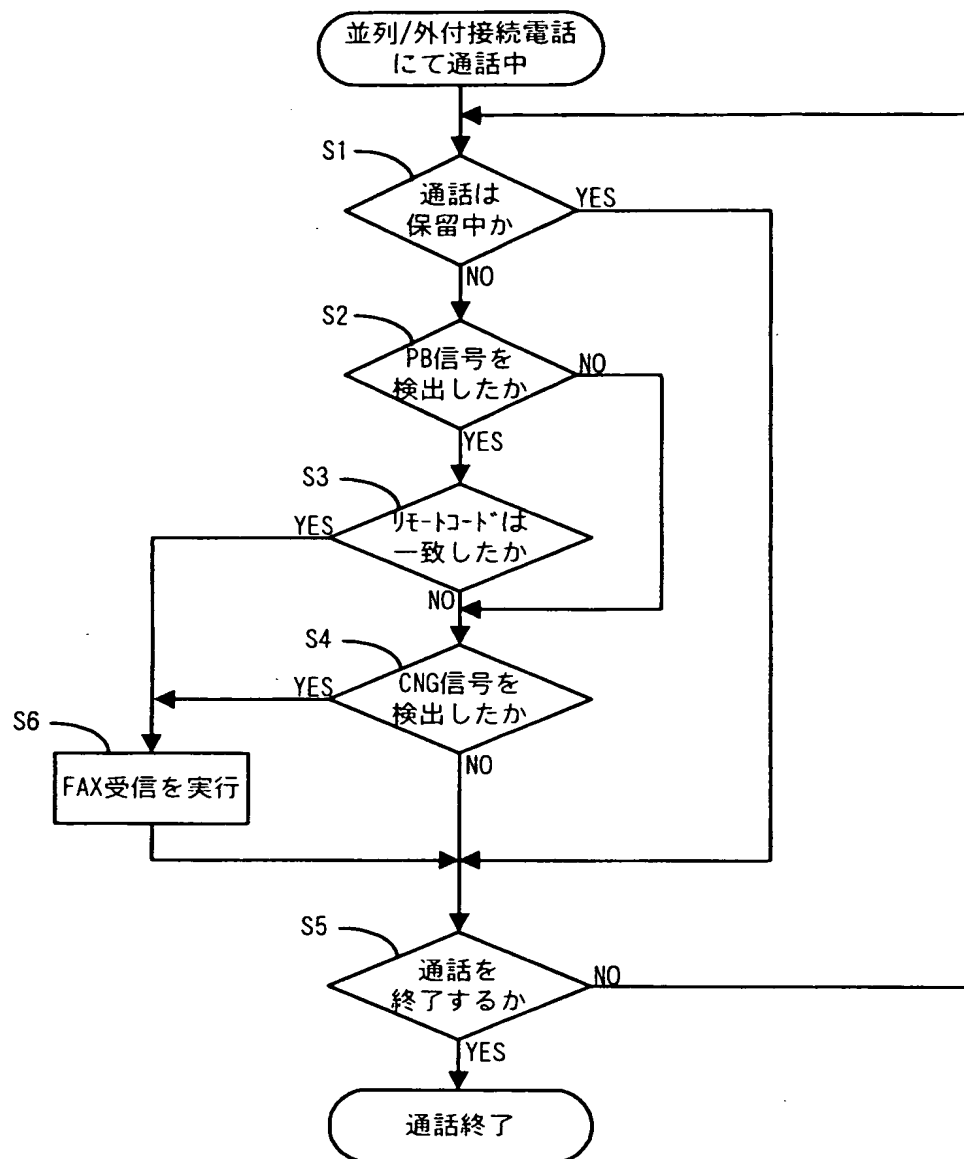 並列/外付接続電話
にて通話中
S1
通話は
保留中か
YES
NO
S2
PB信号を
検出したか
NO
YES
S3
ﾘﾓｰﾄｺｰﾄﾞは
一致したか
YES
NO
S4
CNG信号を
検出したか
YES
NO
S6
FAX受信を実行
S5
通話を
終了するか
NO
YES
通話終了